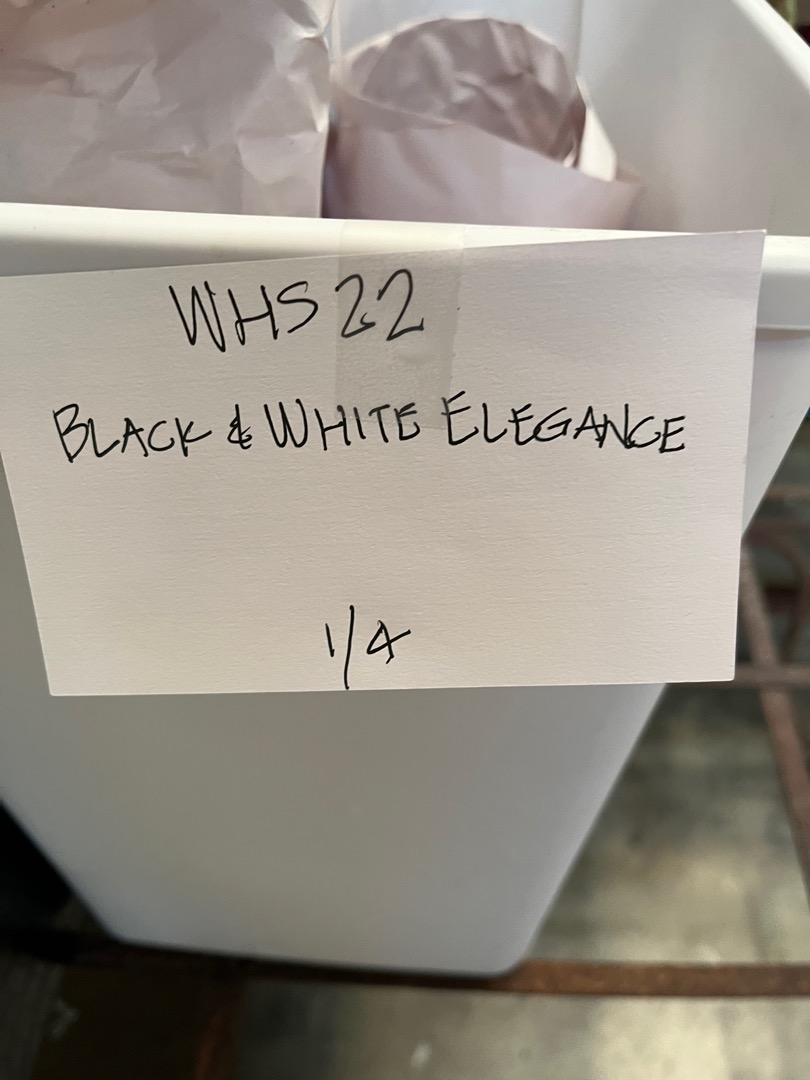 WHS 22
BLACK & WHITE ELEGANCE
1/4